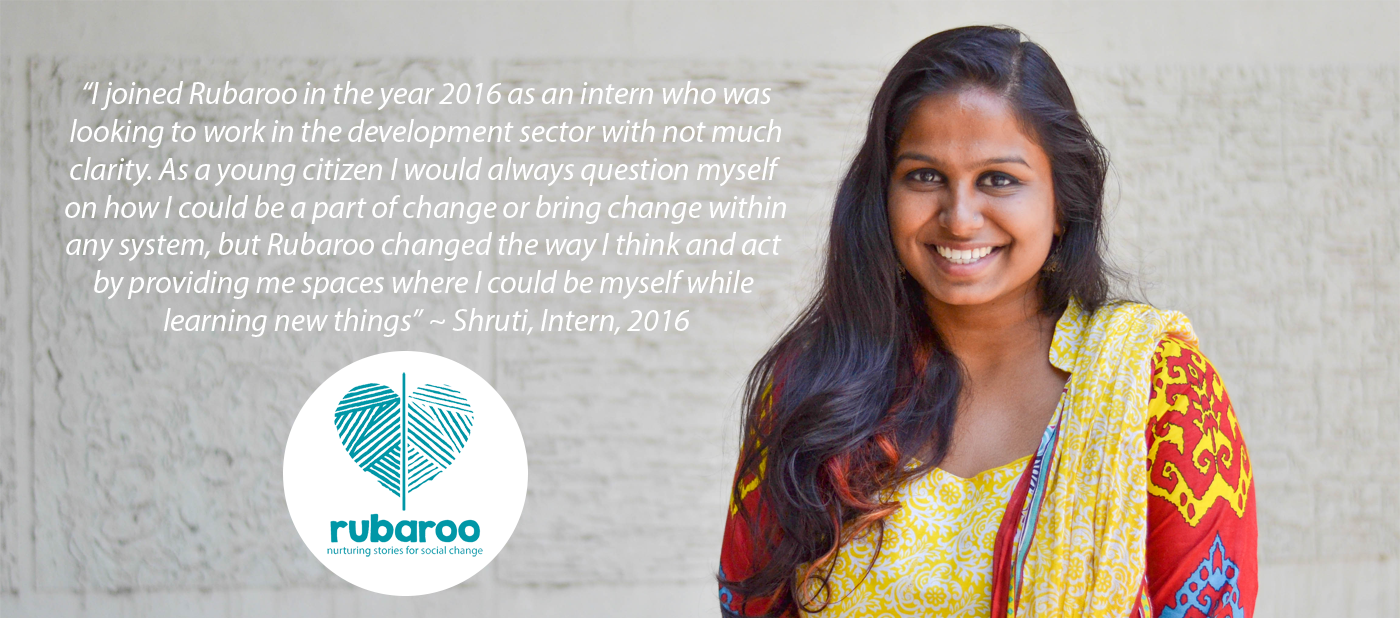 “I joined Rubaroo in the year 2016 as an intern who was
looking to work in the development sector with not much
clarity. As a young citizen I would always question myself
on how I could be a part of change or bring change within
any system, but Rubaroo changed the way I think and act
by providing me spaces where I could be myself while
learning new things” ~ Shruti, Intern, 2016
rubaroo
nurturing stories for social change